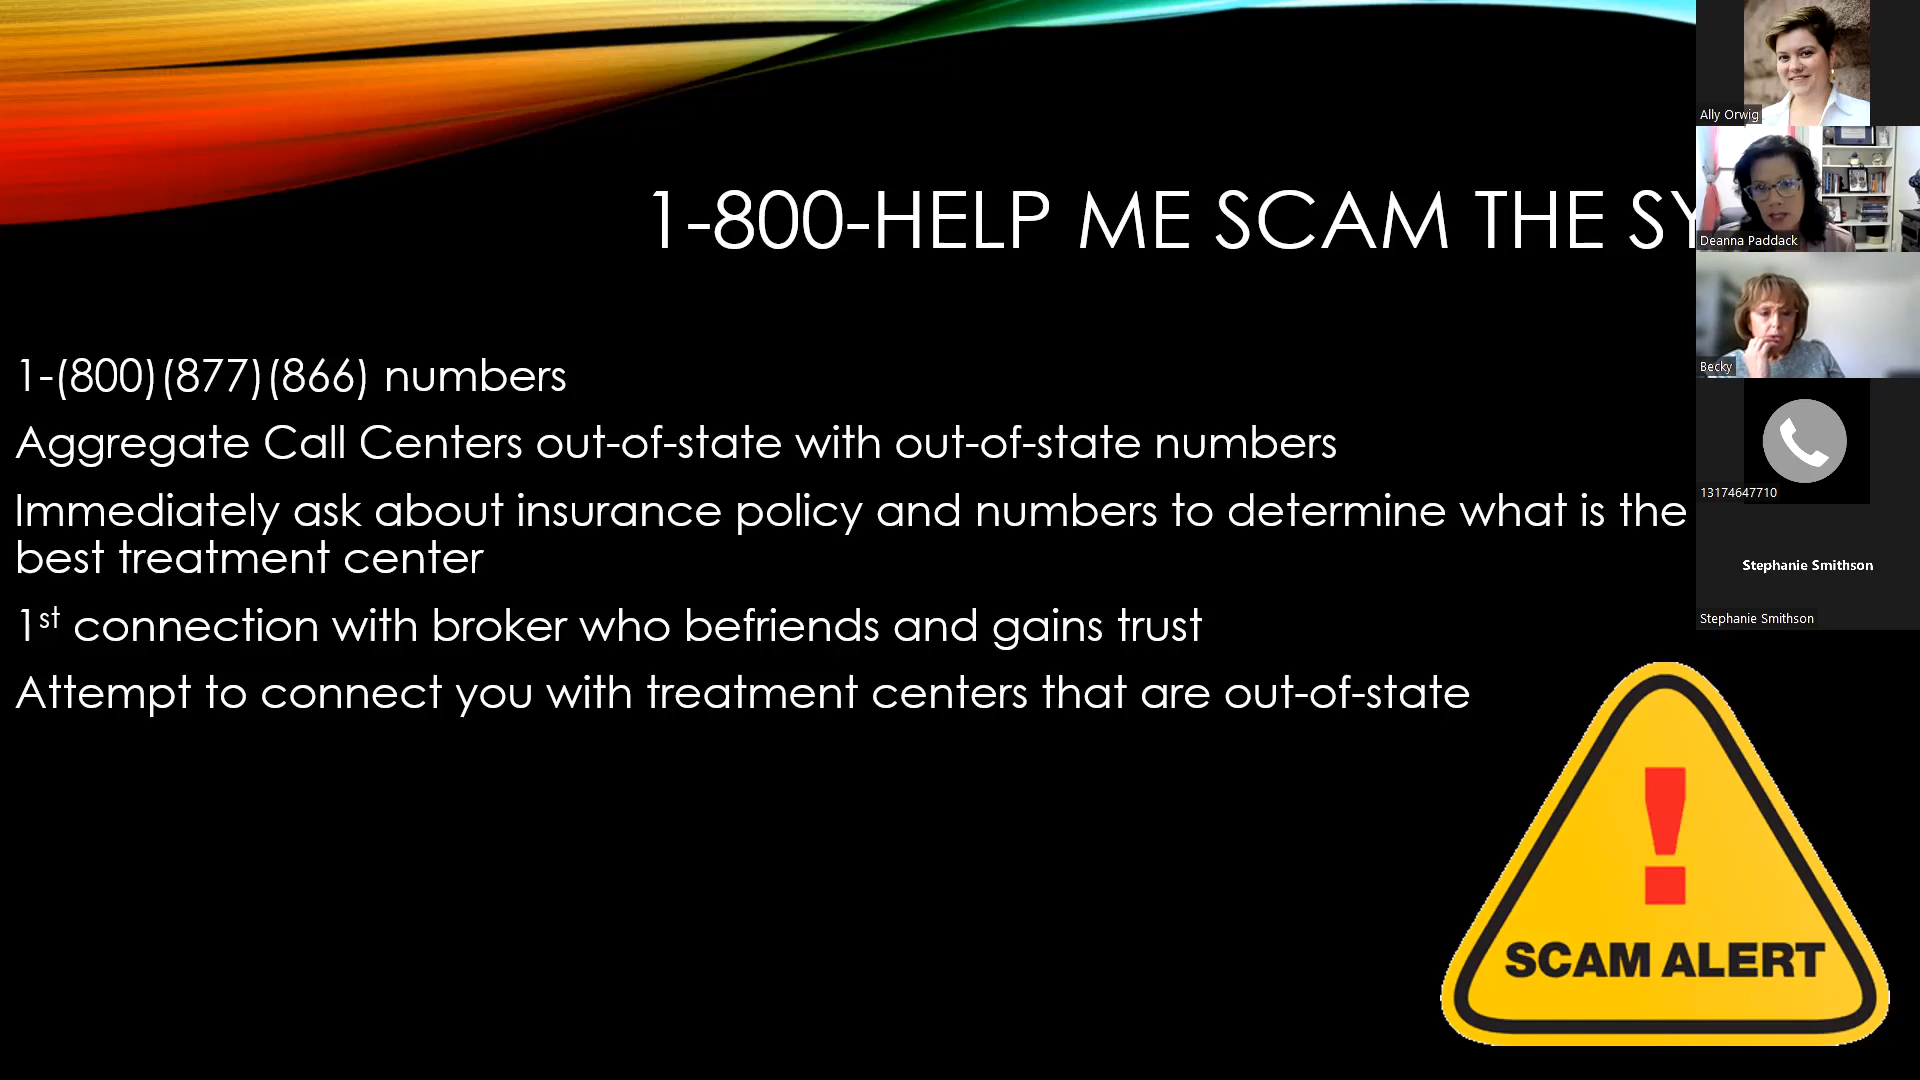 1-800-HELP ME SCAM THE SY
1-(800)(877)(866) numbers
Aggregate Call Centers out-of-state with out-of-state numbers
Immediately ask about insurance policy and numbers to determine what is the
best treatment center
1st connection with broker who befriends and gains trust
Attempt to connect you with treatment centers that are out-of-state
SCAM ALERT
Ally Orwig
Deanna Paddack
Becky
13174647710
Stephanie Smithson
Stephanie Smithson